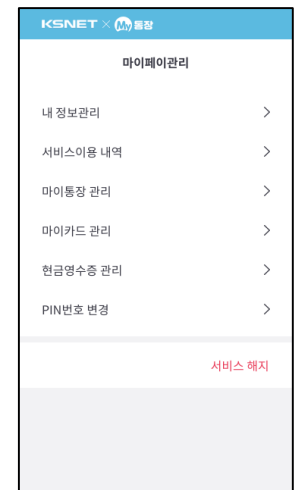 KSNET × My 통장
마이페이관리
내 정보관리
서비스이용 내역
마이통장 관리
마이카드 관리
현금영수증 관리
PIN번호 변경
서비스 해지